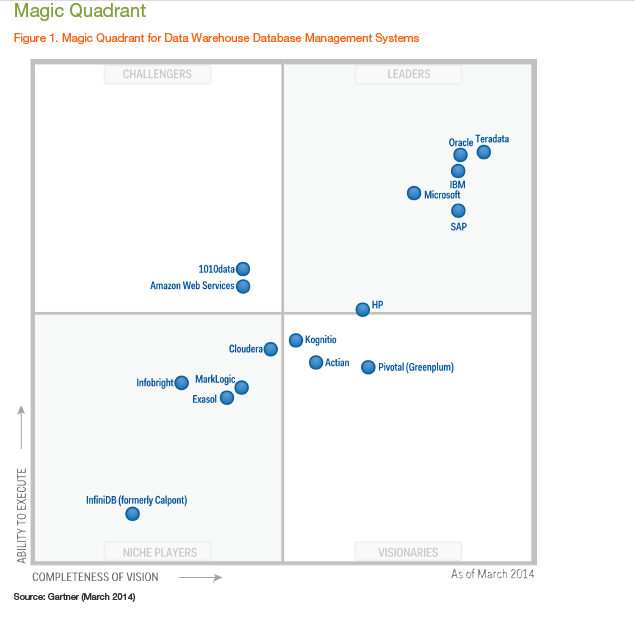 Magic Quadrant
Figure 1. Magic Quadrant for Data Warehouse Database Management Systems
CHALLENGERS
LEADERS
Oracle
Teradata
IBM
Microsoft
SAP
1010data
Amazon Web Services
HP
Kognitio
Cloudera
Actian
Pivotal (Greenplum)
Infobright
MarkLogic
Exasol
InfiniDB (formerly Calpont)
NICHE PLAYERS
VISIONARIES
ABILITY TO EXECUTE
COMPLETENESS OF VISION
As of March 2014
Source: Gartner (March 2014)